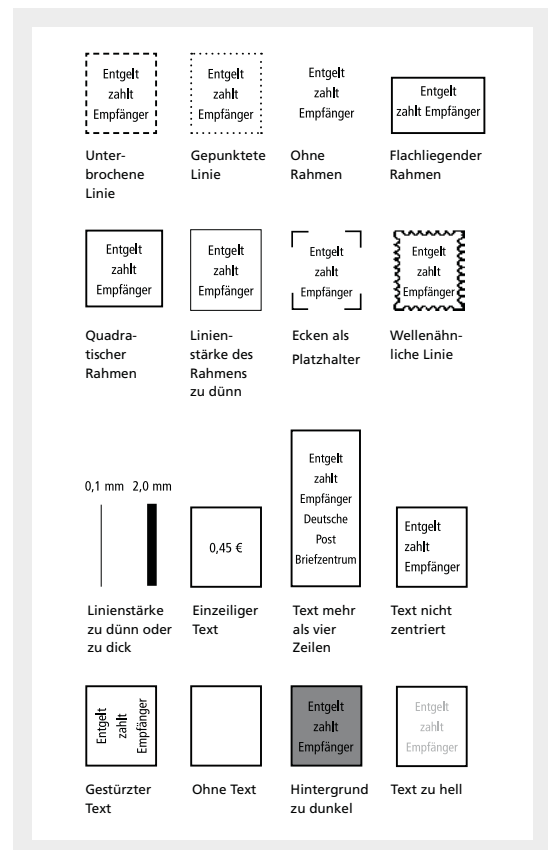 Entgelt
zahlt
Empfänger
Unter-
brochene
Linie
Entgelt
zahlt
Empfänger
Gepunktete
Linie
Entgelt
zahlt
Empfänger
Ohne
Rahmen
Entgelt
zahlt Empfänger
Flachliegender
Rahmen
Entgelt
zahlt
Empfänger
Quadra-
tischer
Rahmen
Entgelt
zahlt
Empfänger
Linien-
stärke des
Rahmens
zu dünn
Entgelt
zahlt
Empfänger
Ecken als
Platzhalter
Entgelt
zahlt
Empfänger
Wellenähn-
liche Linie
0,1 mm 2,0 mm
Linienstärke
zu dünn oder
zu dick
0,45 €
Einzeiliger
Text
Entgelt
zahlt
Empfänger
Deutsche
Post
Briefzentrum
Text mehr
als vier
Zeilen
Entgelt
zahlt
Empfänger
Text nicht
zentriert
Entgelt
zahlt
Empfänger
Gestürzter
Text
Ohne Text
Entgelt
zahlt
Empfänger
Hintergrund
zu dunkel
Entgelt
zahlt
Empfänger
Text zu hell